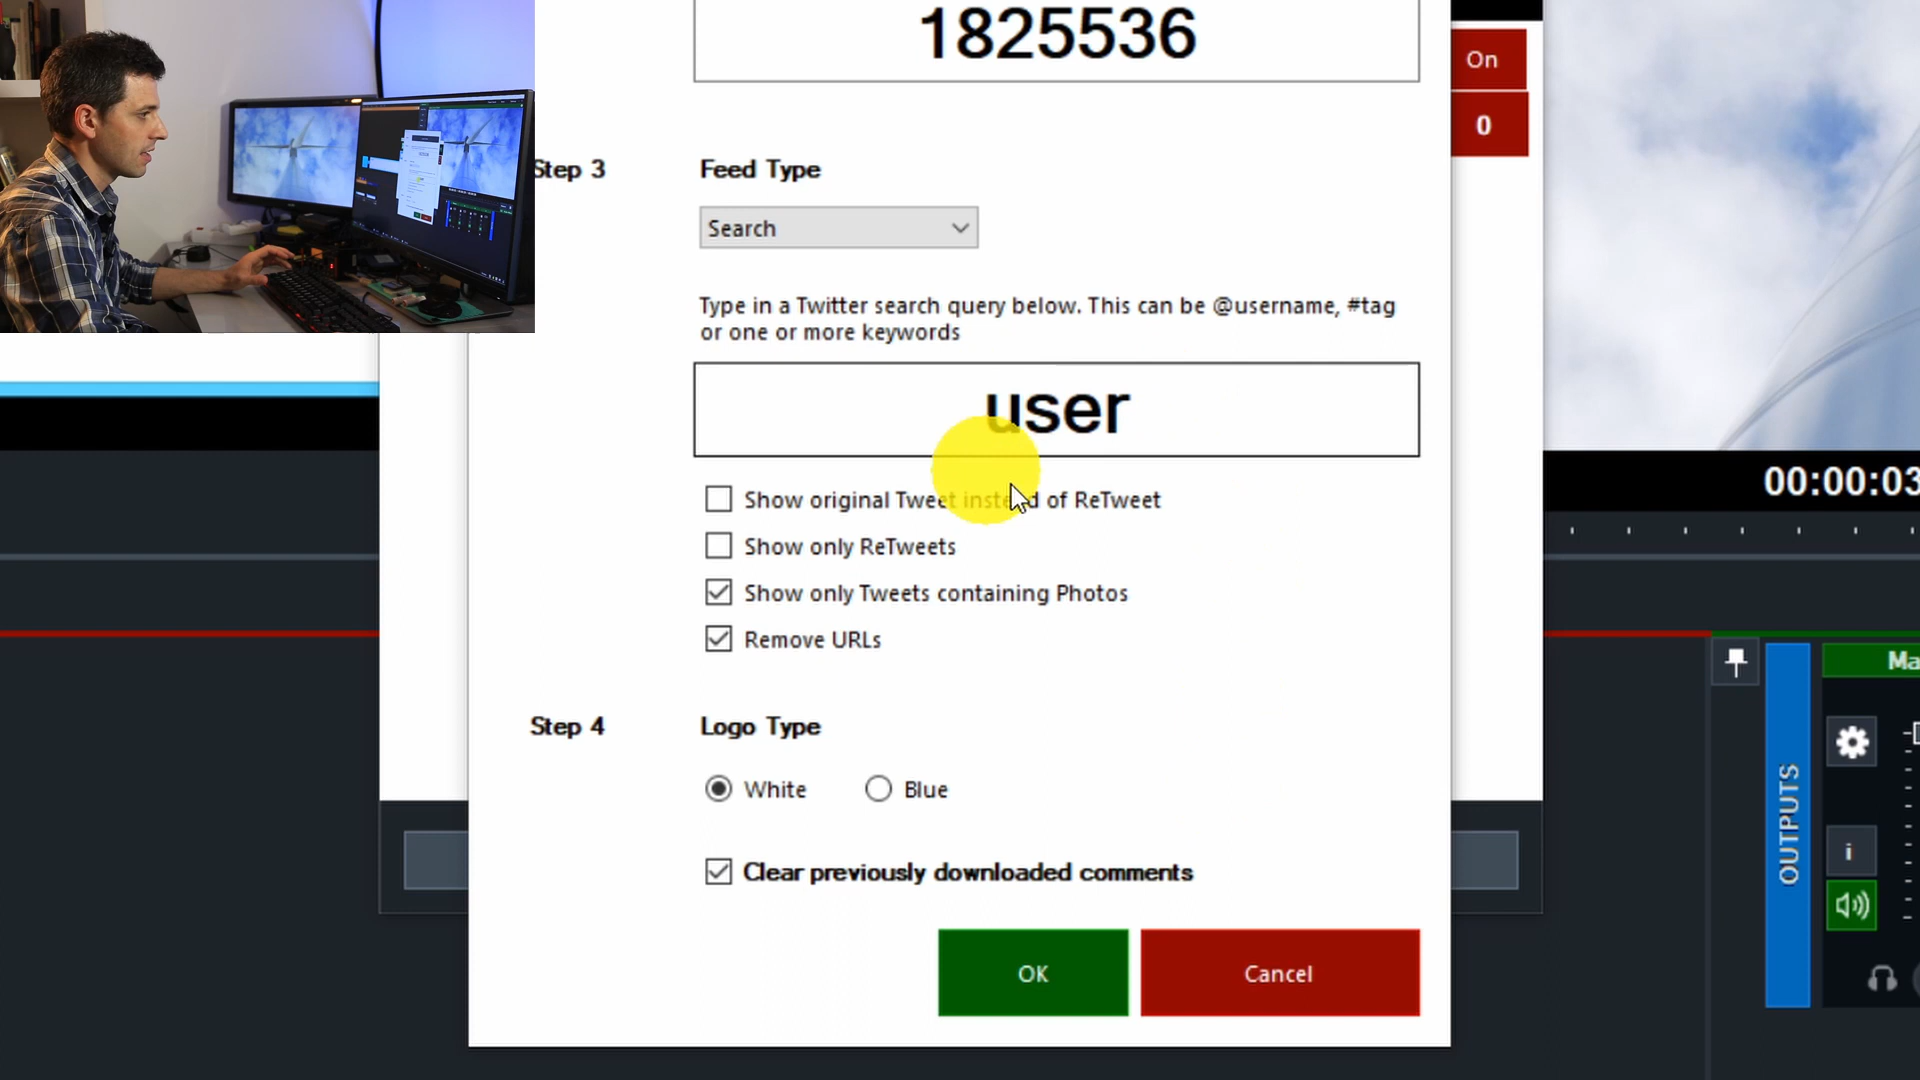 1825536
On
0
Step 3
Feed Type
Search
Type in a Twitter search query below. This can be @username, #tag
or one or more keywords
user
Show original Tweet instead of ReTweet
Show only ReTweets
Show only Tweets containing Photos
Remove URLs
Step 4
Logo Type
White
Blue
Clear previously downloaded comments
OK
Cancel
00:00:03
OUTPUTS
Ma
i